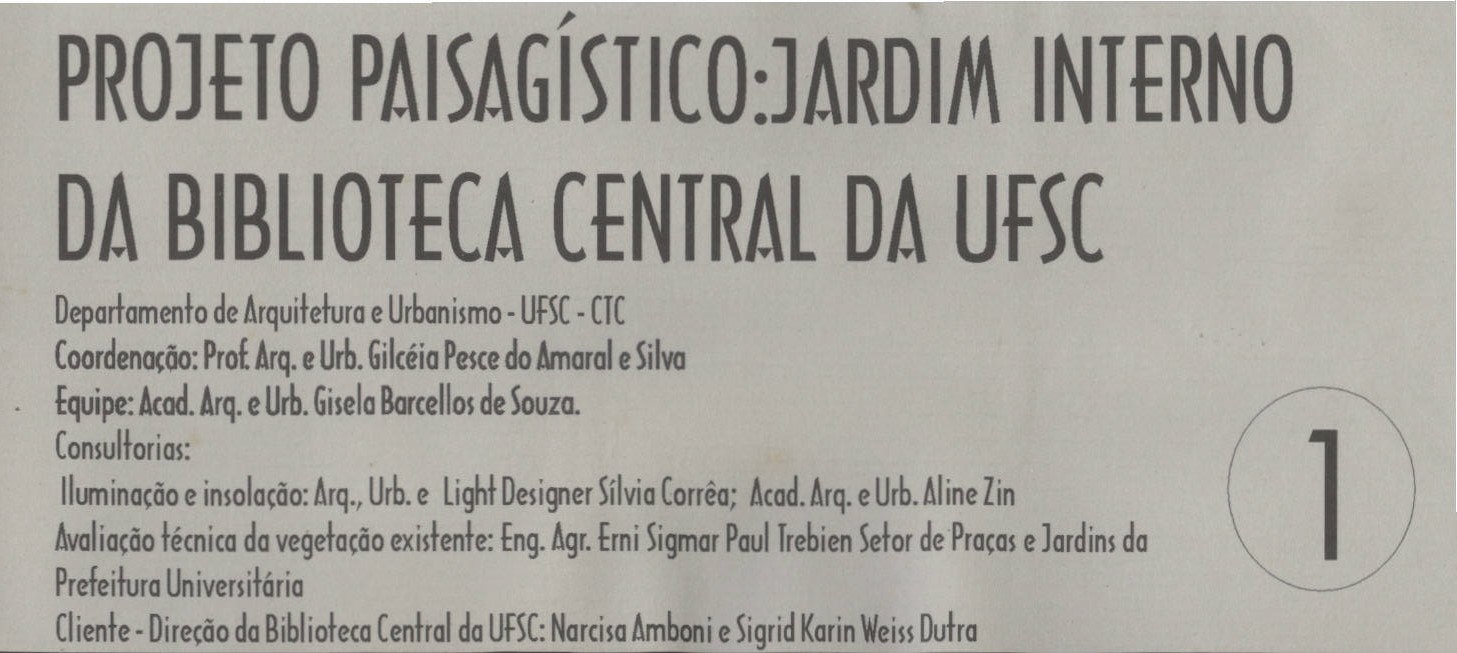 PROJETO PAISAGÍSTICO:JARDIM INTERNO
DA BIBLIOTECA CENTRAL DA UFSC
Departamento de Arquitetura e Urbanismo - UFSC - CTC
Coordenação: Prof. Arq. e Urb. Gilcéia Pesce do Amaral e Silva
Equipe: Acad. Arq. e Urb. Gisela Barcellos de Souza.
Consultorias:
Iluminação e insolação: Arq., Urb. e Light Designer Sílvia Corrêa; Acad. Arq. e Urb. Aline Zin
Avaliação técnica da vegetação existente: Eng. Agr. Erni Sigmar Paul Trebien Setor de Praças e Jardins da
Prefeitura Universitária
Cliente - Direção da Biblioteca Central da UFSC: Narcisa Amboni e Sigrid Karin Weiss Dutra
1